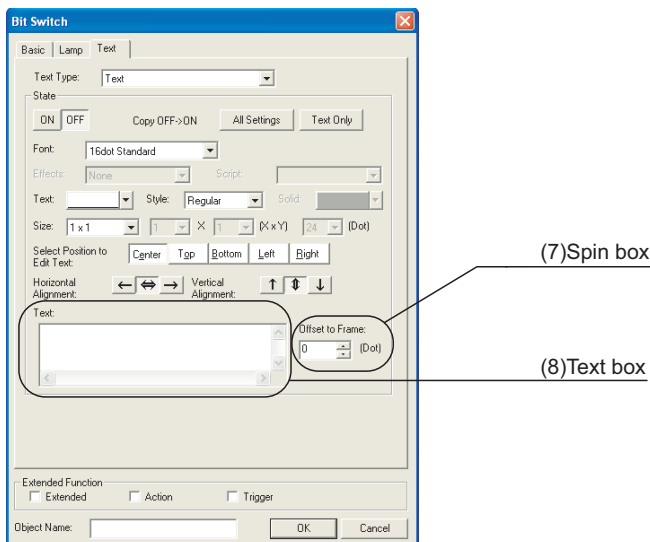 Bit Switch
Basic Lamp Text
Text Type: Text
State
ON OFF Copy OFF->ON All Settings Text Only
Font: 16dot Standard
Effects: None Script:
Text: Style: Regular Solid:
Size: 1 x 1 1 X 1 (X x Y) 24 (Dot)
Select Position to
Edit Text: Center Top Bottom Left Right
Horizontal
Alignment: ← ⇔ → Vertical
Alignment: ↑ ⇕ ↓
(7)Spin box
Text:
Offset to Frame:
0 (Dot)
(8)Text box
Extended Function
Extended Action Trigger
Object Name: OK Cancel